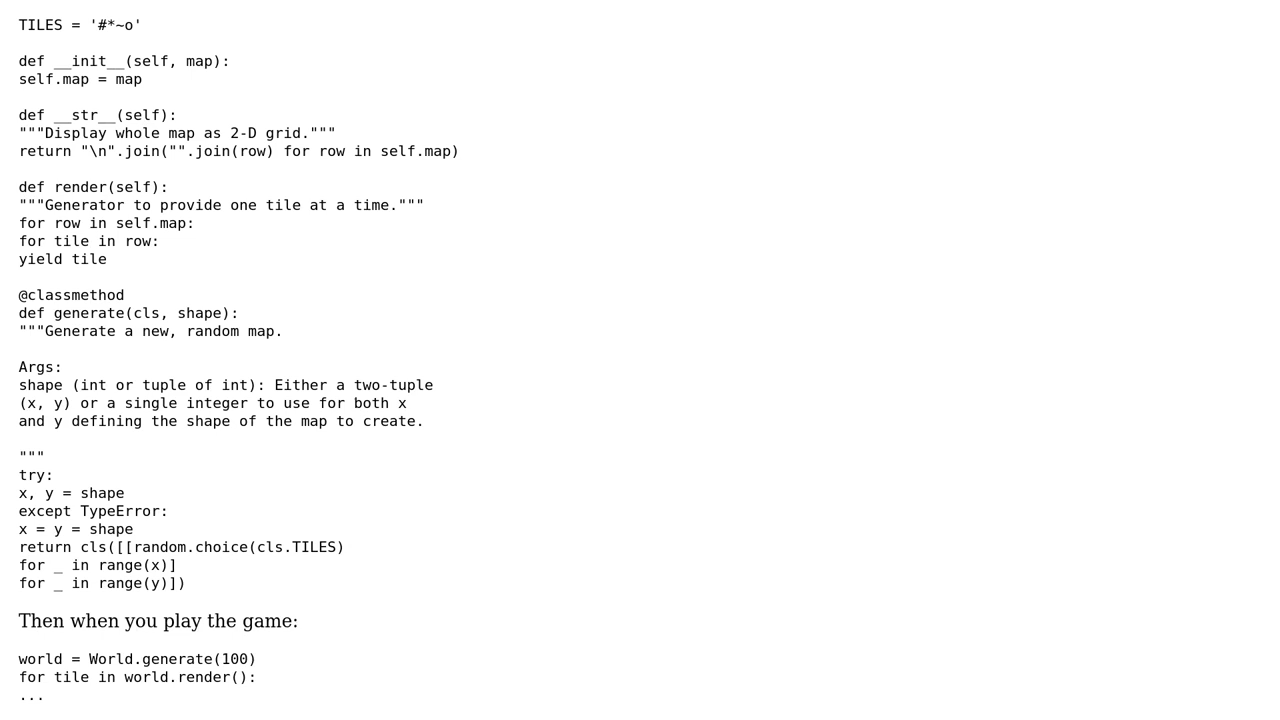 TILES = '#*~o'
def __init__(self, map):
self.map = map
def __str__(self):
"""Display whole map as 2-D grid."""
return "\n".join("".join(row) for row in self.map)
def render(self):
"""Generator to provide one tile at a time."""
for row in self.map:
for tile in row:
yield tile
@classmethod
def generate(cls, shape):
"""Generate a new, random map.
Args:
shape (int or tuple of int): Either a two-tuple
(x, y) or a single integer to use for both x
and y defining the shape of the map to create.
"""
try:
x, y = shape
except TypeError:
x = y = shape
return cls([[random.choice(cls.TILES)
for _ in range(x)]
for _ in range(y)])
Then when you play the game:
world = World.generate(100)
for tile in world.render():
...